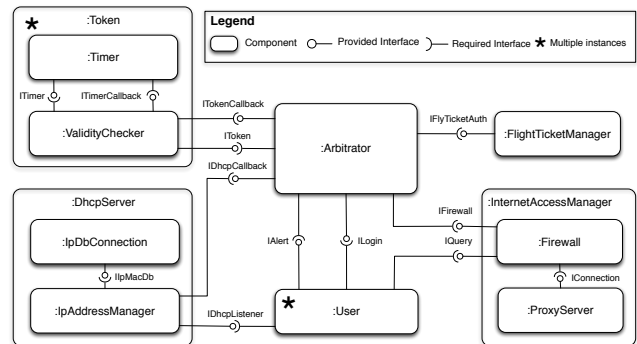 * :Token
Legend
Component Provided Interface Required Interface * Multiple instances
:Timer
ITimer ITimerCallback
:ValidityChecker
ITokenCallback
IToken
IDhcpCallback
:Arbitrator
IFlyTicketAuth
:FlightTicketManager
:DhcpServer
:IpDbConnection
IIpMacDb
:IpAddressManager
IAlert
ILogin
IFirewall
IQuery
IDhcpListener
* :User
:InternetAccessManager
:Firewall
IConnection
:ProxyServer